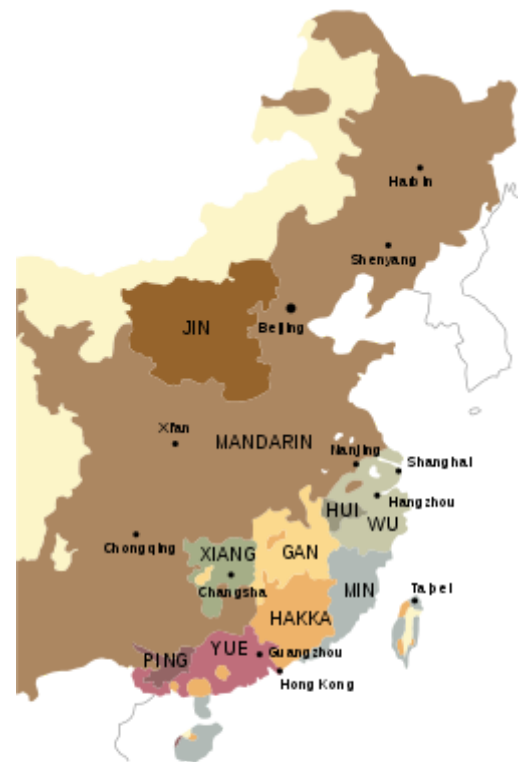 Harbin
Shenyang
JIN
Beijing
Xi'an
MANDARIN
Nanjing
Shanghai
HUI
Hangzhou
WU
Chongqing
XIANG
GAN
Changsha
MIN
Taipei
HAKKA
YUE
Guangzhou
PING
Hong Kong